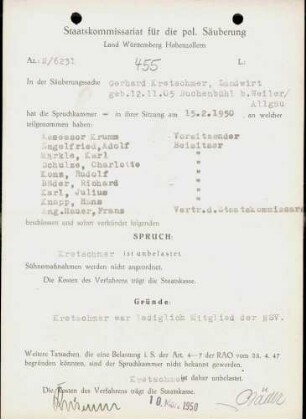 Staatskommissariat für die pol. Säuberung
Land Württemberg Hohenzollern
Az.: E/6231 455 L:
In der Säuberungssache Gerhard Kretschmer, Landwirt
geb.12.11.05 Buchenbühl b.Weiler/
Allgäu
hat die Spruchkammer — in ihrer Sitzung am 15.2.1950 , an welcher
teilgenommen haben:
Assessor Krumm Vorsitzender
Engelfried,Adolf Beisitzer
Märkle, Karl "
Schulze, Charlotte "
Kons, Rudolf "
Bäder, Richard "
Karl, Julius "
Knapp, Hans "
Ang.Hauer,Franz Vertr.d.Staatskommissars
beschlossen und seiner verkündet folgenden
SPRUCH:
Kretschmer ist unbelastet.
Sühnemaßnahmen werden nicht angeordnet.
Die Kosten des Verfahrens trägt die Staatskasse.
Gründe:
Kretschmer war lediglich Mitglied der NSV.
Weitere Tatsachen, die eine Belastung i. S. der Art. 4—7 der RAO vom 25. 4. 47
begründen könnten, sind der Spruchkammer nicht bekannt geworden.
Kretschmer ist daher unbelastet.
Die Kosten des Verfahrens trägt die Staatskasse.
1950